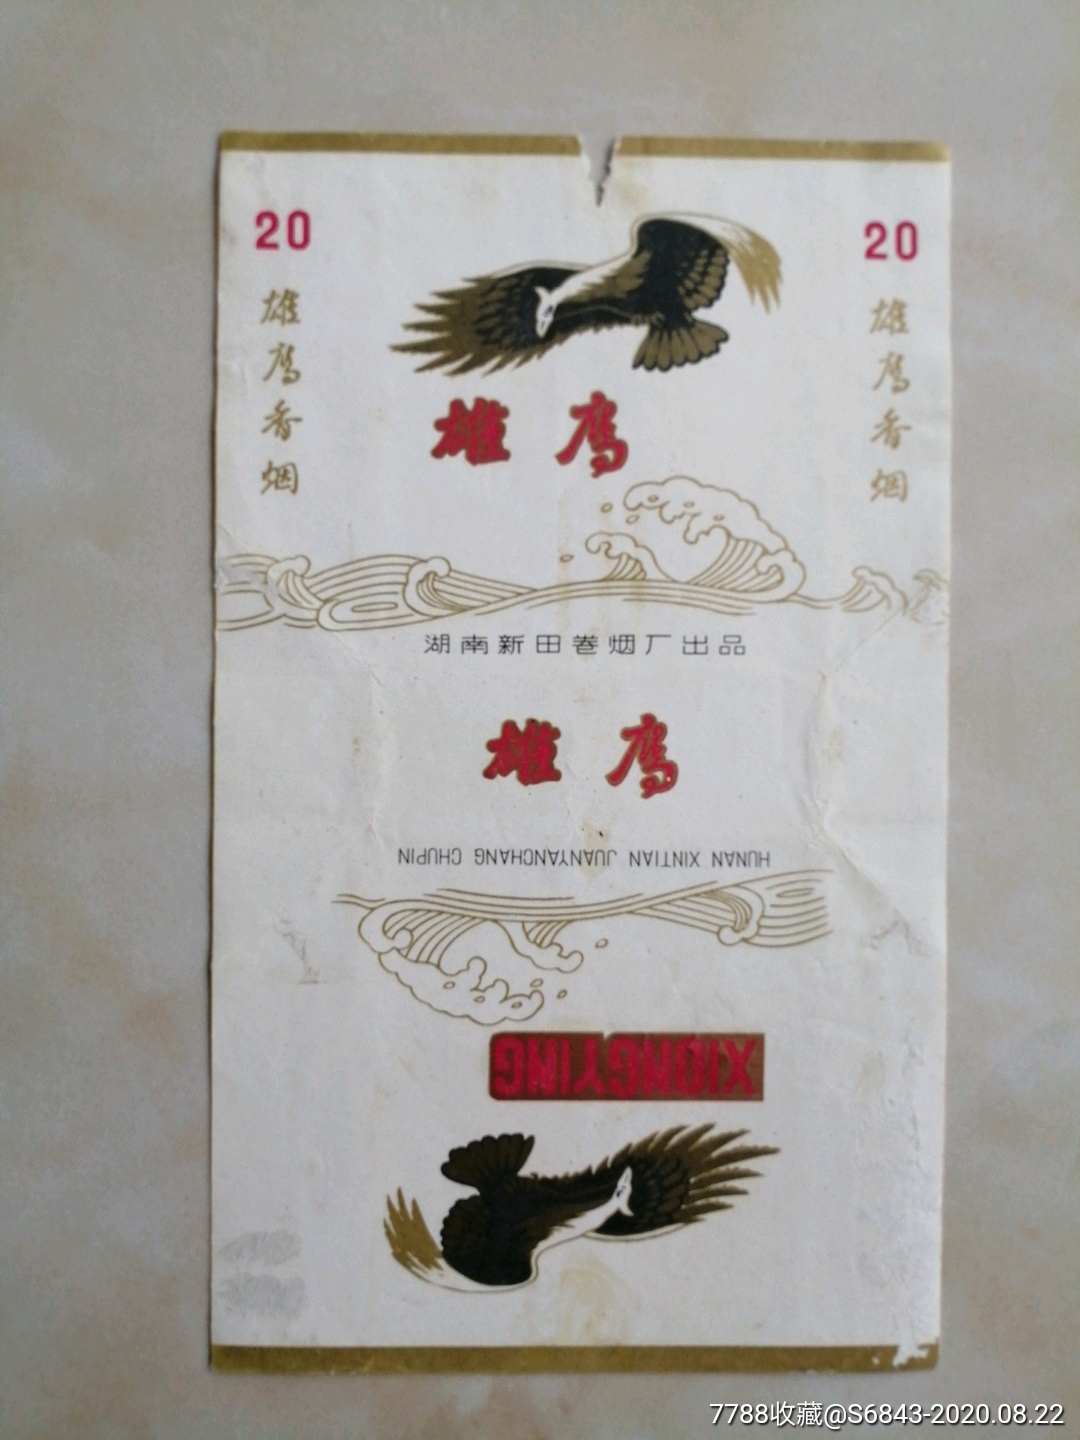 20
雄鹰香烟
20
雄鹰香烟
雄鹰
湖南新田卷烟厂出品
雄鹰
HUNAN XINTIAN JUANYANCHANG CHUPIN
XIONGYING
7788收藏@S6843-2020.08.22